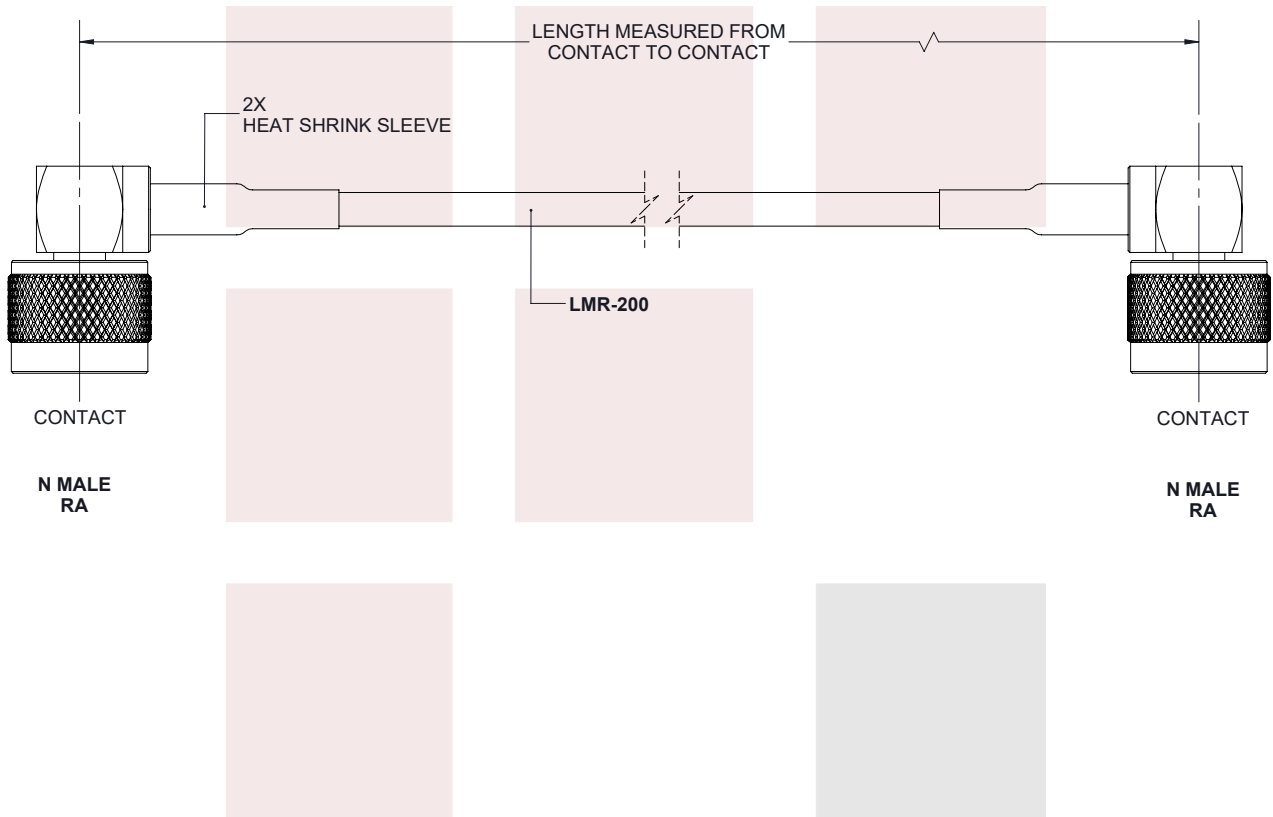 LENGTH MEASURED FROM
CONTACT TO CONTACT
2X
HEAT SHRINK SLEEVE
LMR-200
CONTACT
CONTACT
N MALE
RA
N MALE
RA